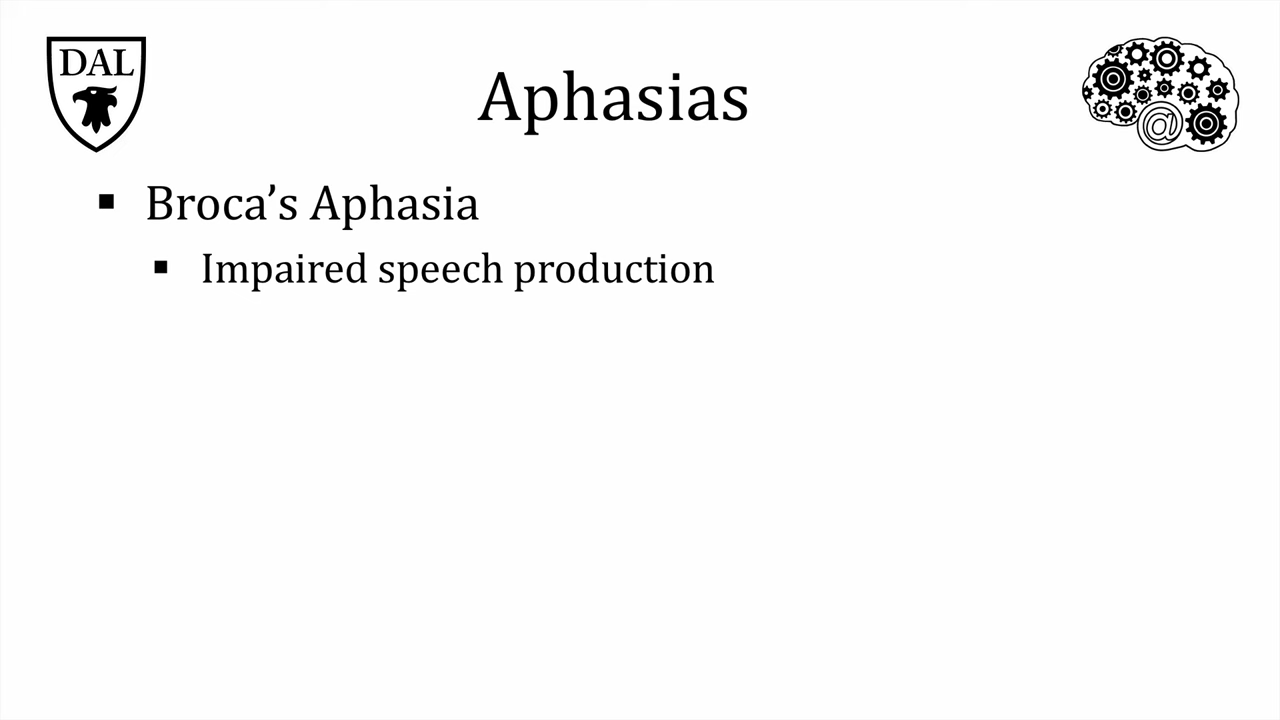 DAL
Aphasias
@
▪ Broca’s Aphasia
▪ Impaired speech production